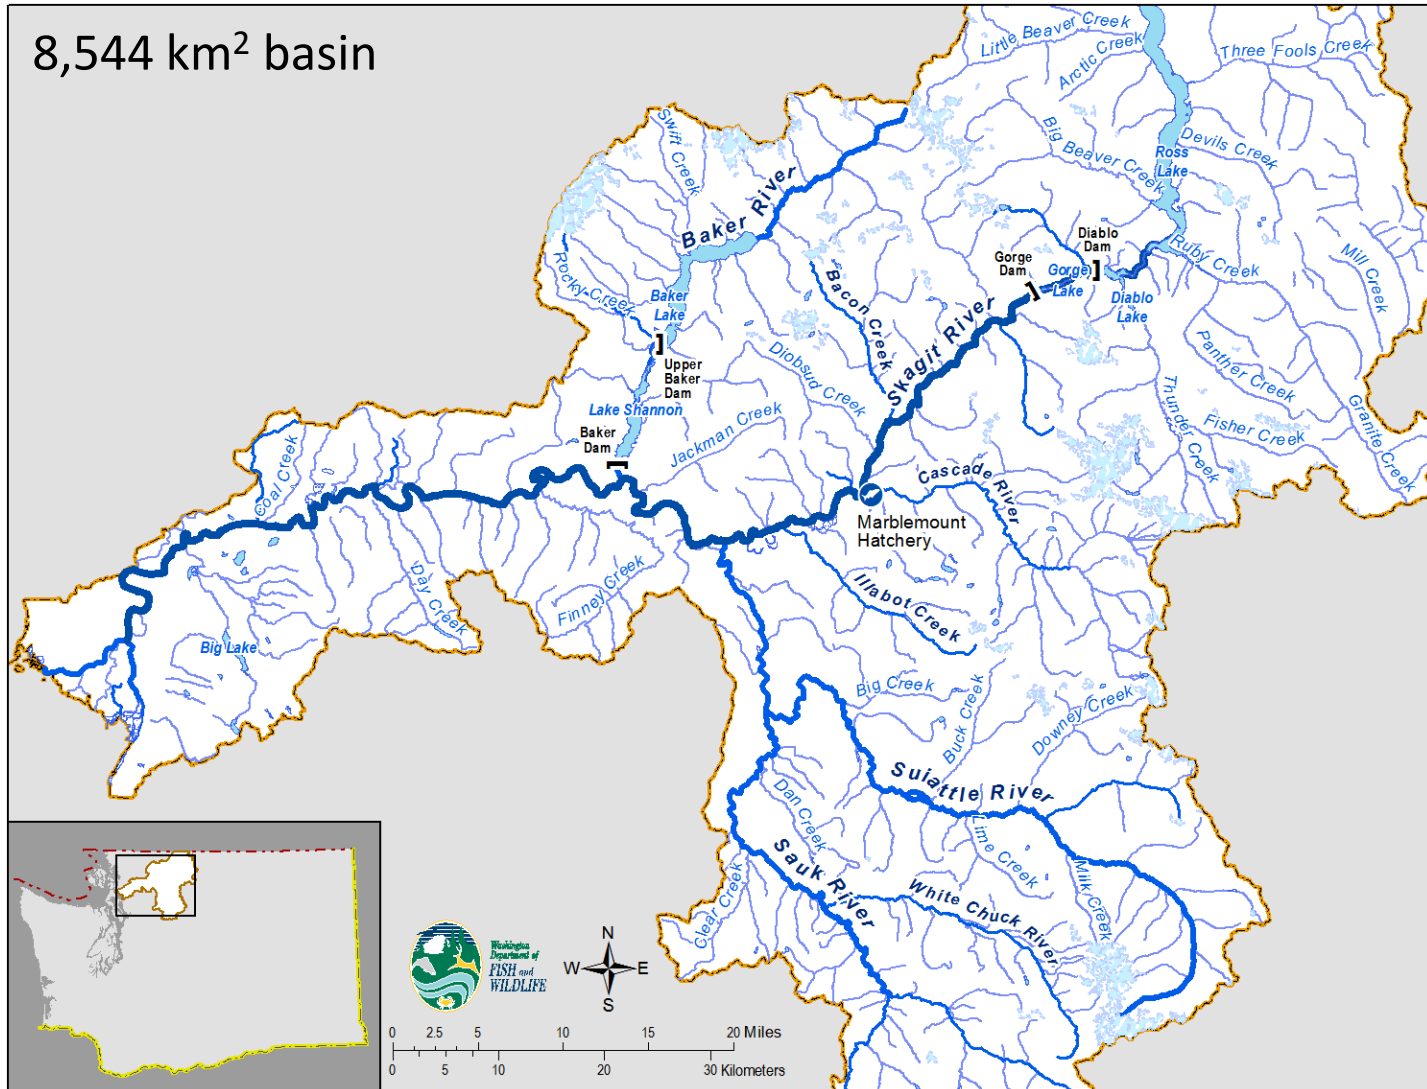 8,544 km² basin
Little Beaver Creek
Arctic Creek
Three Fools Creek
Swift Creek
Big Beaver Creek
Devils Creek
Ross
Lake
Baker River
Diablo
Dam
Ruby Creek
Mill Creek
Gorge
Dam
Gorge
Lake
Diablo
Lake
Rocky Creek
Baker
Lake
Bacon Creek
Skagit River
Upper
Baker
Dam
Diobsud Creek
Panther Creek
Thunder Creek
Granite Creek
Fisher Creek
Lake Shannon
Baker
Dam
Jackman Creek
Coal Creek
Cascade River
Marblemount
Hatchery
Day Creek
Finney Creek
Illabot Creek
Big Lake
Big Creek
Buck Creek
Downey Creek
Suiattle River
Dan Creek
Lime Creek
Sauk River
Milk Creek
Clear Creek
White Chuck River
Washington
Department of
FISH and
WILDLIFE
N
W E
S
0 2.5 5 10 15 20 Miles
0 5 10 20 30 Kilometers